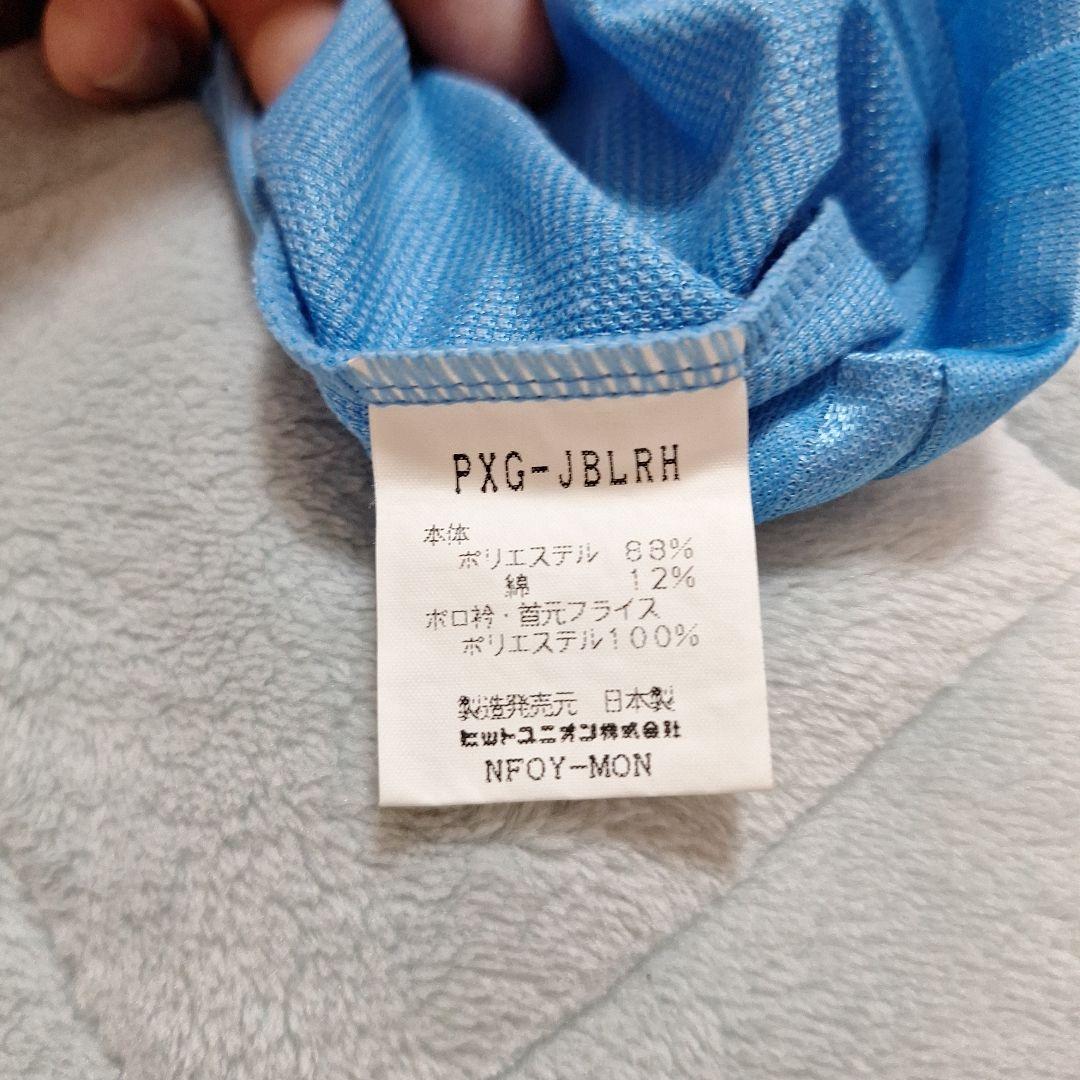 PXG-JBLRH
本体
ポリエステル 88%
綿 12%
ポロ衿・首元フライス
ポリエステル100%
製造発売元 日本製
ヒットユニオン株式会社
NFOY-MON